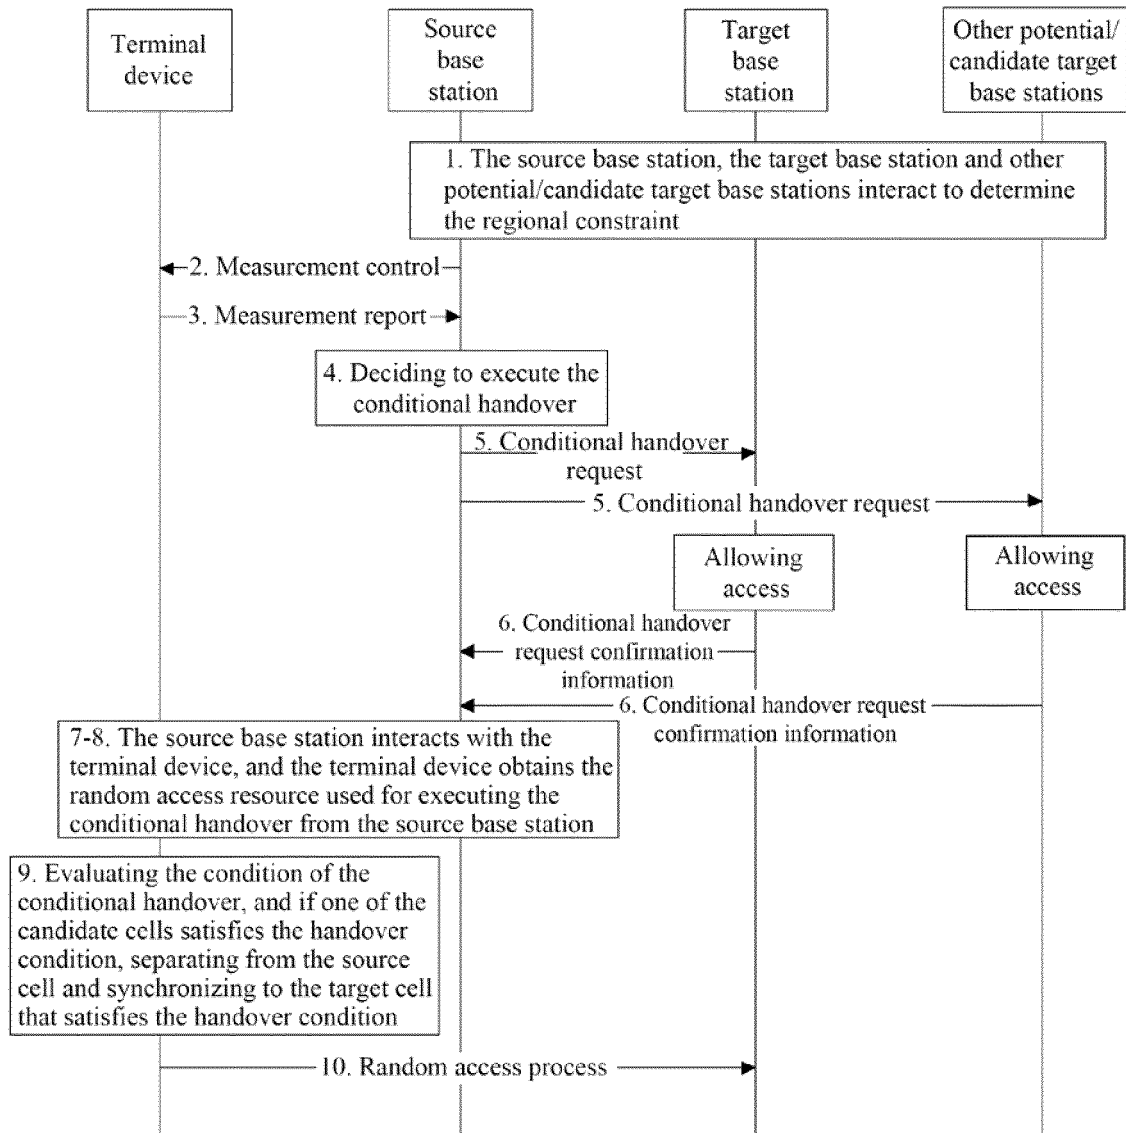 Terminal
device
Source
base
station
Target
base
station
Other potential/
candidate target
base stations
1. The source base station, the target base station and other
potential/candidate target base stations interact to determine
the regional constraint
2. Measurement control
3. Measurement report
4. Deciding to execute the
conditional handover
5. Conditional handover
request
5. Conditional handover request
Allowing
access
Allowing
access
6. Conditional handover
request confirmation
information
6. Conditional handover request
confirmation information
7-8. The source base station interacts with the
terminal device, and the terminal device obtains the
random access resource used for executing the
conditional handover from the source base station
9. Evaluating the condition of the
conditional handover, and if one of the
candidate cells satisfies the handover
condition, separating from the source
cell and synchronizing to the target cell
that satisfies the handover condition
10. Random access process